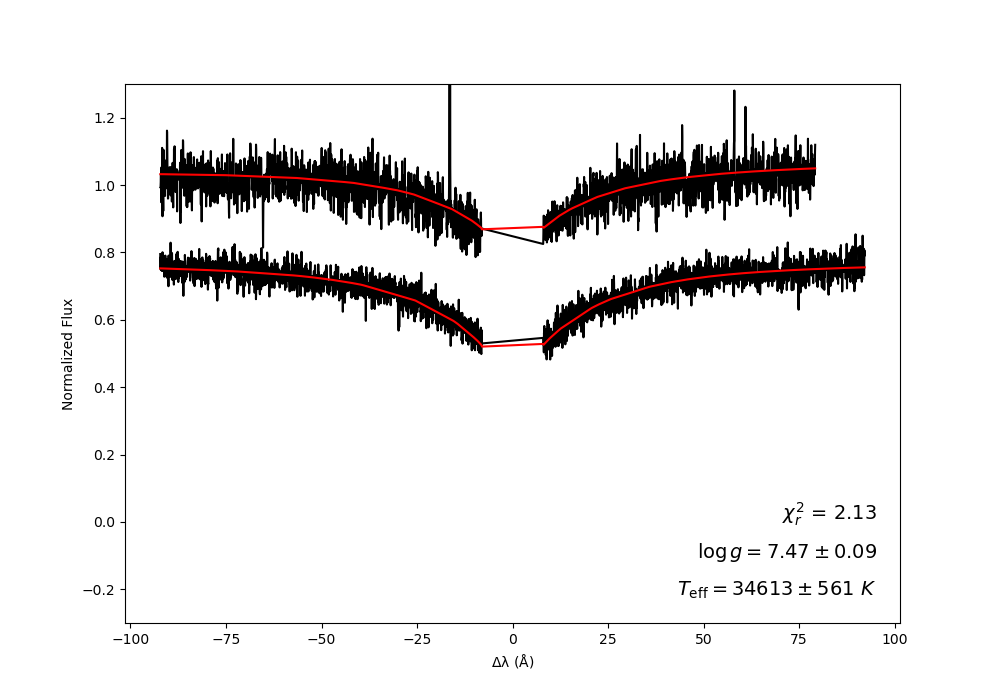 1.2
1.0
0.8
0.6
0.4
0.2
0.0
−0.2
Normalized Flux
χ²ᵣ = 2.13
log g = 7.47 ± 0.09
T_eff = 34613 ± 561 K
−100 −75 −50 −25 0 25 50 75 100
Δλ (Å)